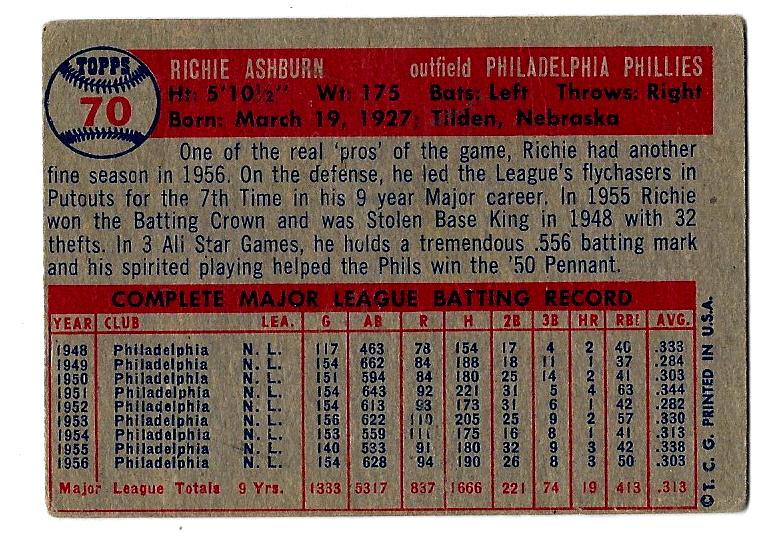 TOPPS
70
RICHIE ASHBURN outfield PHILADELPHIA PHILLIES
Ht: 5'10½" Wt: 175 Bats: Left Throws: Right
Born: March 19, 1927; Tilden, Nebraska
One of the real 'pros' of the game, Richie had another
fine season in 1956. On the defense, he led the League's flychasers in
Putouts for the 7th Time in his 9 year Major career. In 1955 Richie
won the Batting Crown and was Stolen Base King in 1948 with 32
thefts. In 3 All Star Games, he holds a tremendous .556 batting mark
and his spirited playing helped the Phils win the '50 Pennant.
COMPLETE MAJOR LEAGUE BATTING RECORD
YEAR CLUB LEA. G AB R H 2B 3B HR RBI AVG.
1948 Philadelphia N. L. 117 463 78 154 17 4 2 40 .333
1949 Philadelphia N. L. 154 662 84 188 18 11 1 37 .284
1950 Philadelphia N. L. 151 594 84 180 25 14 2 41 .303
1951 Philadelphia N. L. 154 643 92 221 31 5 4 63 .344
1952 Philadelphia N. L. 154 613 93 173 31 6 1 42 .282
1953 Philadelphia N. L. 156 622 110 205 25 9 2 57 .330
1954 Philadelphia N. L. 153 559 111 175 16 8 1 41 .313
1955 Philadelphia N. L. 140 533 91 180 32 9 3 42 .338
1956 Philadelphia N. L. 154 628 94 190 26 8 3 50 .303
Major League Totals 9 Yrs. 1333 5317 837 1666 221 74 19 413 .313
© T. C. G. PRINTED IN U.S.A.